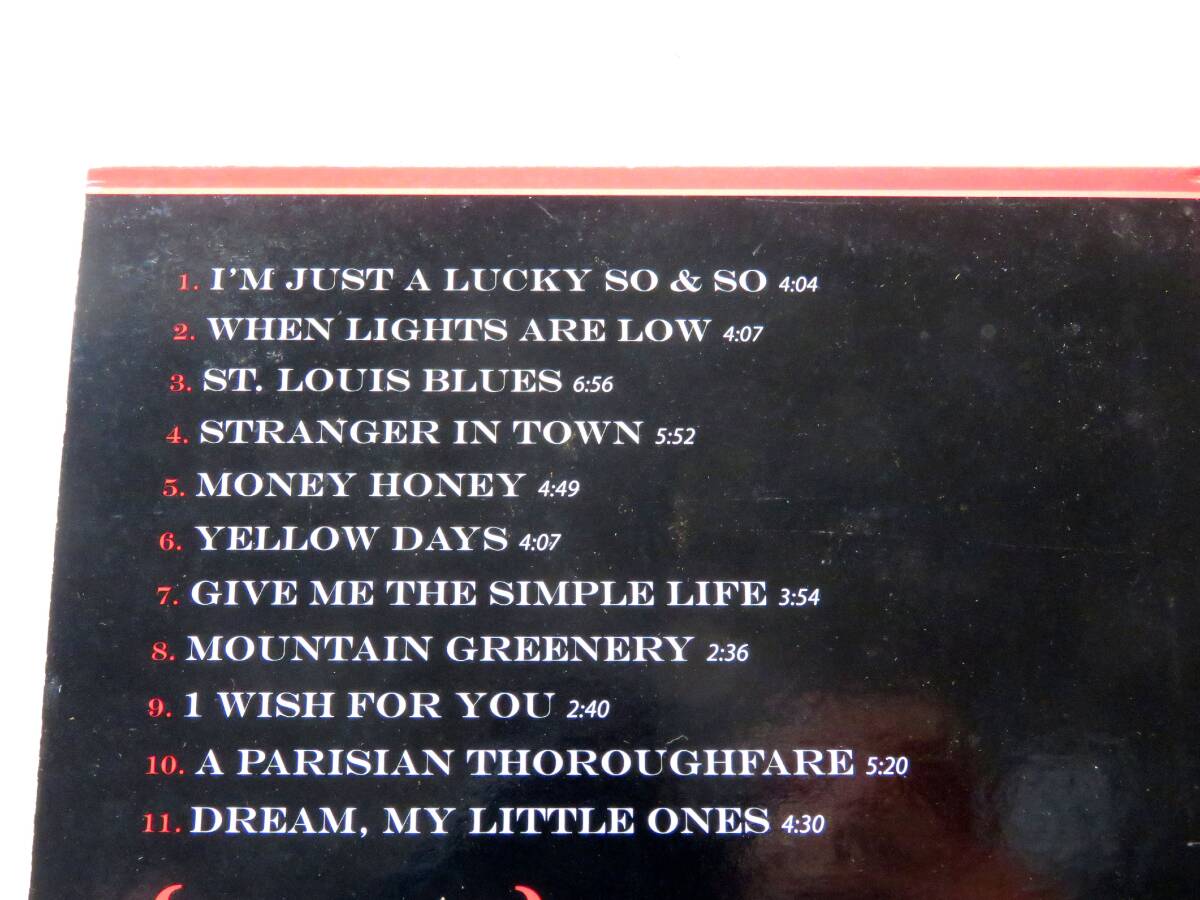 1. I'M JUST A LUCKY SO & SO 4:04
2. WHEN LIGHTS ARE LOW 4:07
3. ST. LOUIS BLUES 6:56
4. STRANGER IN TOWN 5:52
5. MONEY HONEY 4:49
6. YELLOW DAYS 4:07
7. GIVE ME THE SIMPLE LIFE 3:54
8. MOUNTAIN GREENERY 2:36
9. 1 WISH FOR YOU 2:40
10. A PARISIAN THOROUGHFARE 5:20
11. DREAM, MY LITTLE ONES 4:30